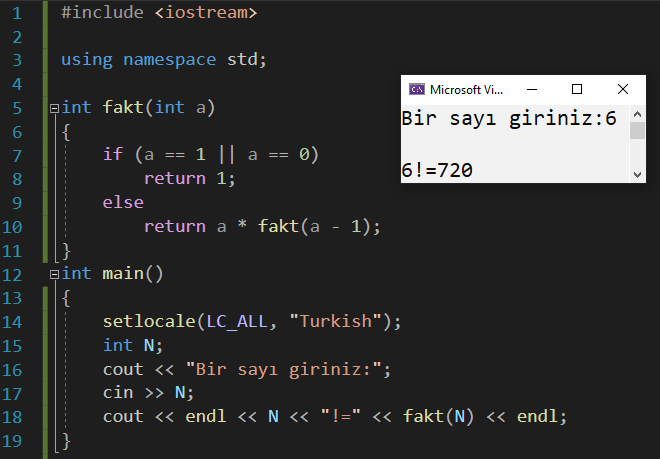 1 #include <iostream>
2
3 using namespace std;
4
5 int fakt(int a)
6 {
7 if (a == 1 || a == 0)
8 return 1;
9 else
10 return a * fakt(a - 1);
11 }
12 int main()
13 {
14 setlocale(LC_ALL, "Turkish");
15 int N;
16 cout << "Bir sayı giriniz:";
17 cin >> N;
18 cout << endl << N << "!=" << fakt(N) << endl;
19 }
C:\ Microsoft Vi...
Bir sayı giriniz:6
6!=720